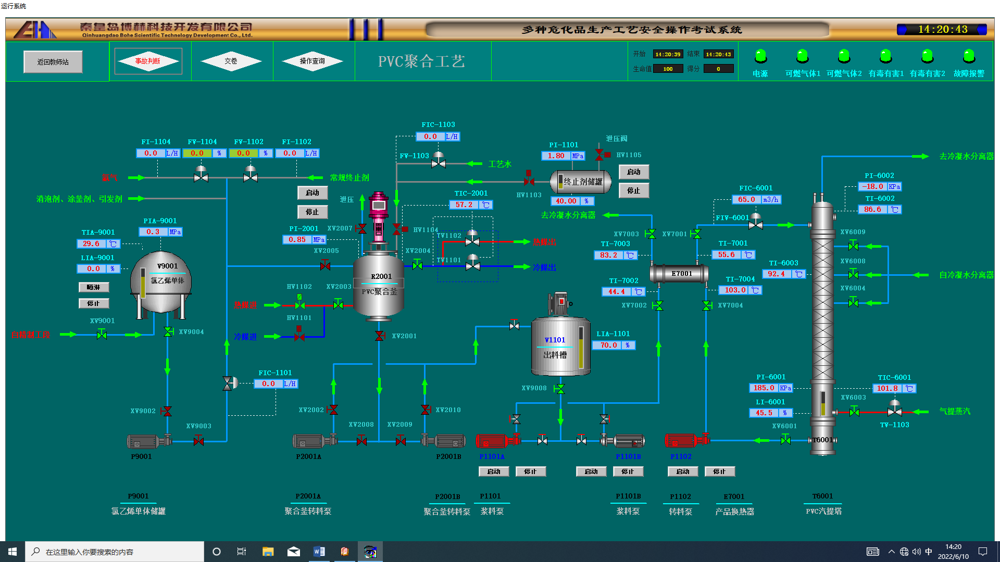 运行系统
秦皇岛博赫科技开发有限公司
Qinhuangdao Bohe Scientific Technology Development Co., Ltd.
多种危化品生产工艺安全操作考试系统
14:20:43
返回教师站
事故判断
交卷
操作查询
PVC聚合工艺
开始 14:20:39 结束 14:20:43
生命值 100 得分 0
电源 可燃气体1 可燃气体2 有毒有害1 有毒有害2 故障报警
FIC-1103
0.0 L/H
FV-1103
工艺水
FI-1104 FV-1104 FV-1102 FI-1102
0.0 L/H 0.0 % 0.0 % 0.0 L/H
氯气
常规终止剂
消泡剂、涂釜剂、引发剂
启动
停止
泄压
PI-1101
1.80 MPa
泄压阀
HV1105
终止剂储罐
启动
停止
HV1103
40.00 %
去冷凝水分离器
TIC-2001
57.2 ℃
PI-2001
0.85 MPa
XV2007
HV1104
XV2005
XV2004
TV1102
热媒出
TV1101
冷媒出
R2001
PVC聚合釜
HV1102
XV2003
热媒进
HV1101
冷媒进
XV2001
TIA-9001
29.6 ℃
PIA-9001
0.3 MPa
LIA-9001
0.0 %
V9001
氯乙烯单体
喷淋
停止
XV9001
自精制工段
XV9004
XV9002
XV9003
FIC-1101
0.0 L/H
XV2002
XV2008
XV2009
XV2010
V1101
出料槽
LIA-1101
70.0 %
XV9008
去冷凝水分离器
PI-6002
-18.0 KPa
TI-6002
86.6 ℃
FIC-6001
65.0 m3/h
FIV-6001
XV7003
XV7001
TI-7003
83.2 ℃
TI-7001
55.6 ℃
E7001
TI-7002
44.4 ℃
TI-7004
103.0 ℃
XV7002
XV7004
TI-6003
92.4 ℃
XV6009
XV6008
自冷凝水分离器
XV6004
PI-6001
185.0 KPa
LI-6001
45.5 %
TIC-6001
101.8 ℃
XV6003
气提蒸汽
TV-1103
XV6001
T6001
P9001 P2001A P2001B P1101A P1101B P1102
启动 停止 启动 停止 启动 停止
P9001 P2001A P2001B P1101 P1101B P1102 E7001 T6001
氯乙烯单体储罐 聚合釜转料泵 聚合釜转料泵 浆料泵 浆料泵 转料泵 产品换热器 PVC汽提塔
在这里输入你要搜索的内容
中
14:20
2022/6/10